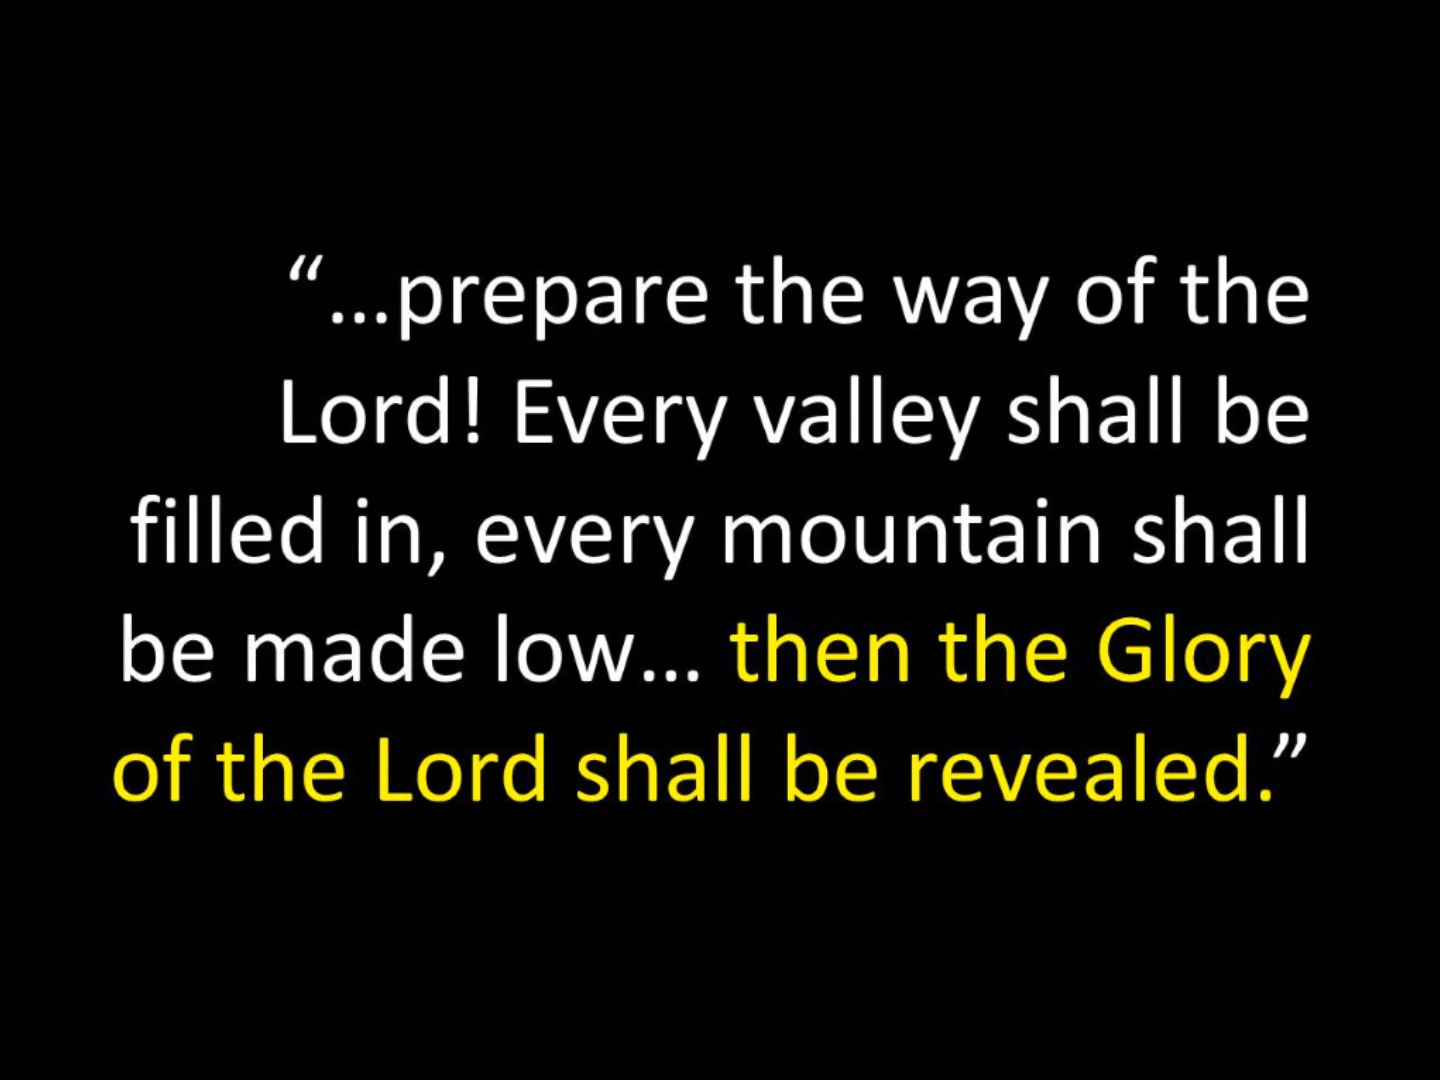 “...prepare the way of the
Lord! Every valley shall be
filled in, every mountain shall
be made low... then the Glory
of the Lord shall be revealed.”